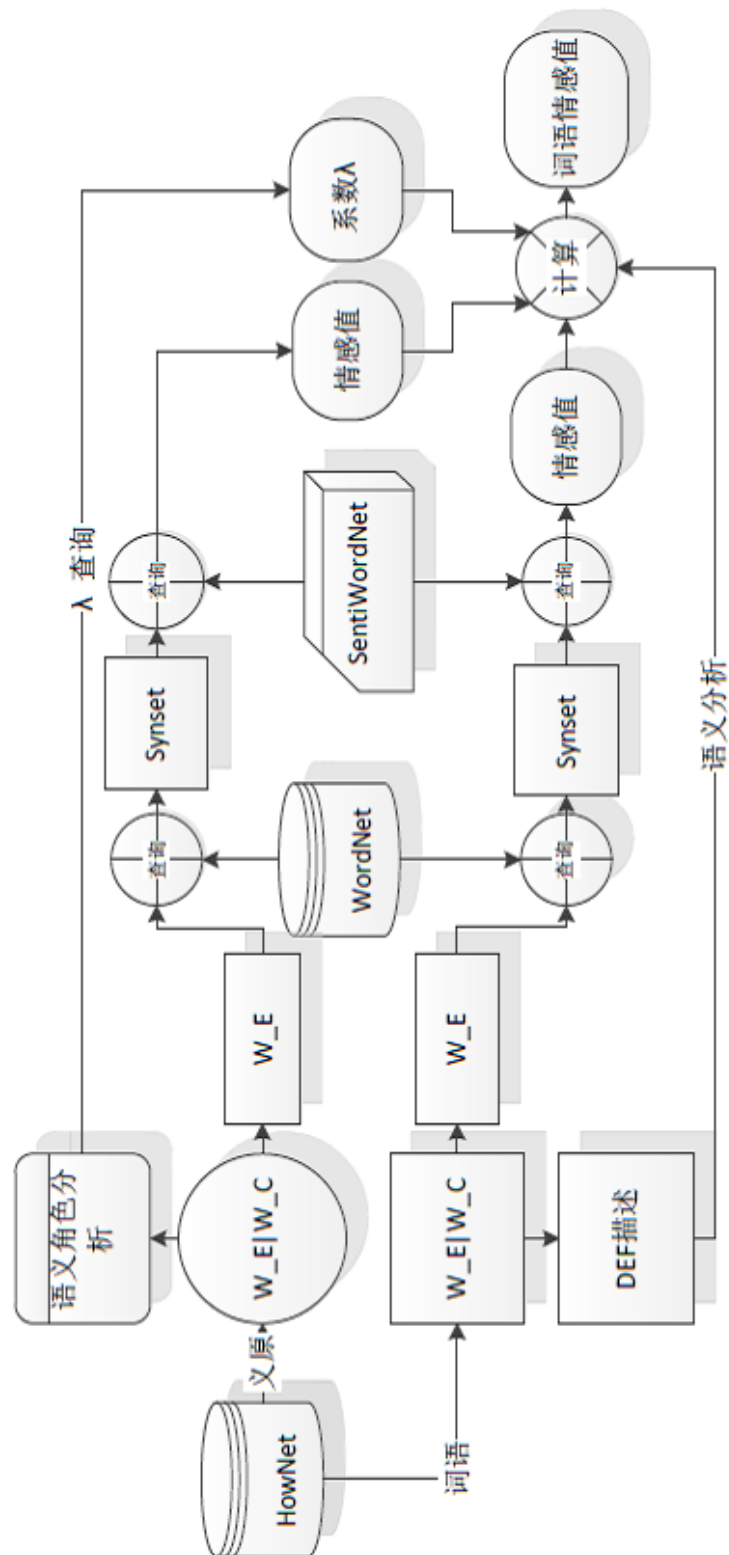 HowNet
义原
词语
语义角色分
析
W_E|W_C
W_E|W_C
DEF描述
W_E
W_E
查询
WordNet
查询
Synset
Synset
λ 查询
查询
SentiWordNet
查询
语义分析
情感值
情感值
系数λ
计算
词语情感值